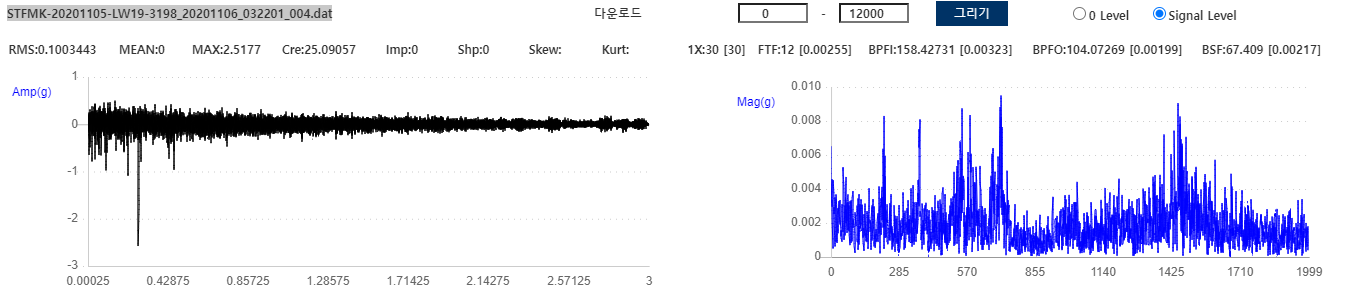 STFMK-20201105-LW19-3198_20201106_032201_004.dat 다운로드 0 - 12000 그리기 0 Level Signal Level
RMS:0.1003443 MEAN:0 MAX:2.5177 Cre:25.09057 Imp:0 Shp:0 Skew: Kurt: 1X:30 [30] FTF:12 [0.00255] BPFI:158.42731 [0.00323] BPFO:104.07269 [0.00199] BSF:67.409 [0.00217]
Amp(g)
1
0
-1
-2
-3
0.00025 0.42875 0.85725 1.28575 1.71425 2.14275 2.57125 3
Mag(g)
0.010
0.008
0.006
0.004
0.002
0
0 285 570 855 1140 1425 1710 1999